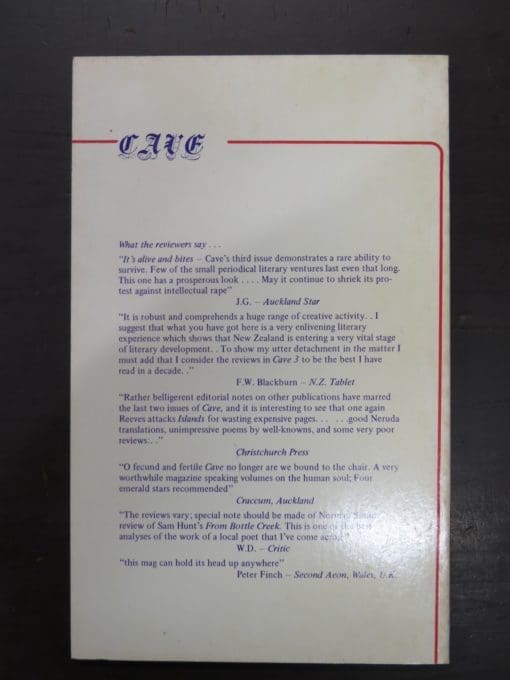 CAVE
What the reviewers say . . .
"It's alive and bites – Cave's third issue demonstrates a rare ability to
survive. Few of the small periodical literary ventures last even that long.
This one has a prosperous look . . . . May it continue to shriek its pro-
test against intellectual rape"
J.G. – Auckland Star
"It is robust and comprehends a huge range of creative activity. . I
suggest that what you have got here is a very enlivening literary
experience which shows that New Zealand is entering a very vital stage
of literary development. . To show my utter detachment in the matter I
must add that I consider the reviews in Cave 3 to be the best I have
read in a decade. ."
F.W. Blackburn – N.Z. Tablet
"Rather belligerent editorial notes on other publications have marred
the last two issues of Cave, and it is interesting to see that one again
Reeves attacks Islands for wasting expensive pages. . . . . .good Neruda
translations, unimpressive poems by well-knowns, and some very poor
reviews:. ."
Christchurch Press
"O fecund and fertile Cave no longer are we bound to the chair. A very
worthwhile magazine speaking volumes on the human soul; Four
emerald stars recommended"
Craccum, Auckland
"The reviews vary; special note should be made of
review of Sam Hunt's From Bottle Creek. This is one of the best
analyses of the work of a local poet that I've come across"
W.D. – Critic
"this mag can hold its head up anywhere"
Peter Finch – Second Aeon, Wales, U.K.